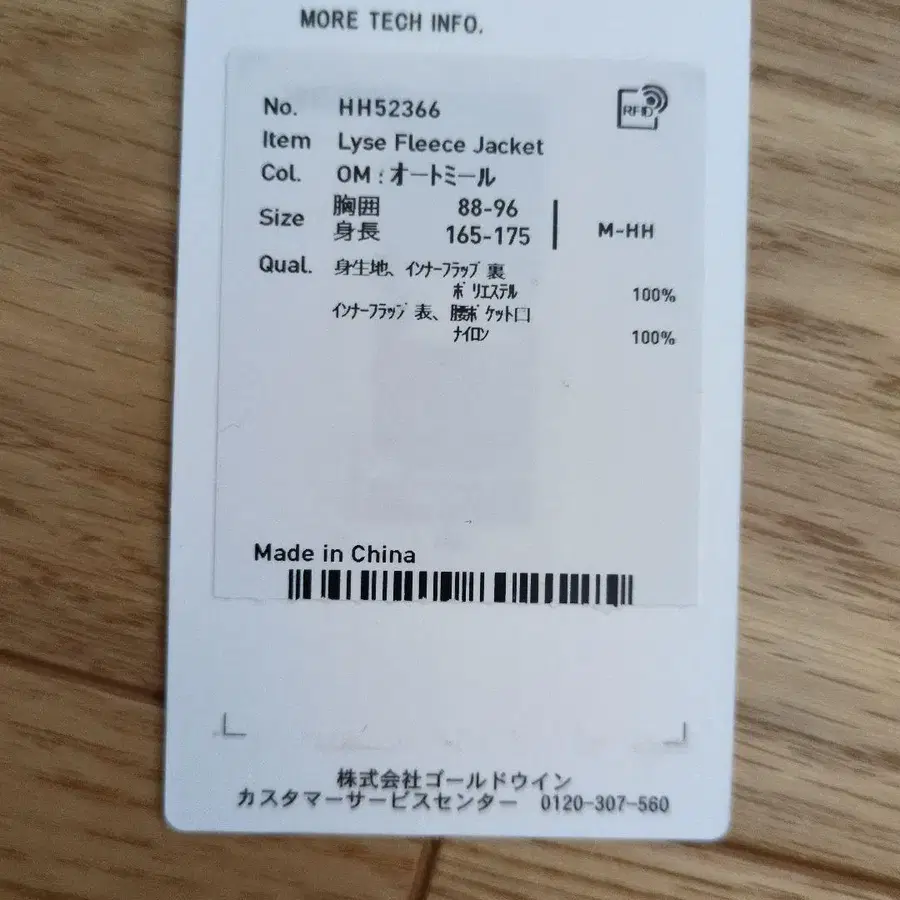 MORE TECH INFO.
RFID
No. HH52366
Item Lyse Fleece Jacket
Col. OM : オートミール
Size 胸囲 88-96
身長 165-175 M-HH
Qual. 身生地、ｲﾝﾅｰﾌﾗｯﾌﾟ 裏
ﾎﾟﾘｴｽﾃﾙ 100%
ｲﾝﾅｰﾌﾗｯﾌﾟ 表、腰ﾎﾟｹｯﾄ口
ﾅｲﾛﾝ 100%
Made in China
株式会社ゴールドウイン
カスタマーサービスセンター 0120-307-560